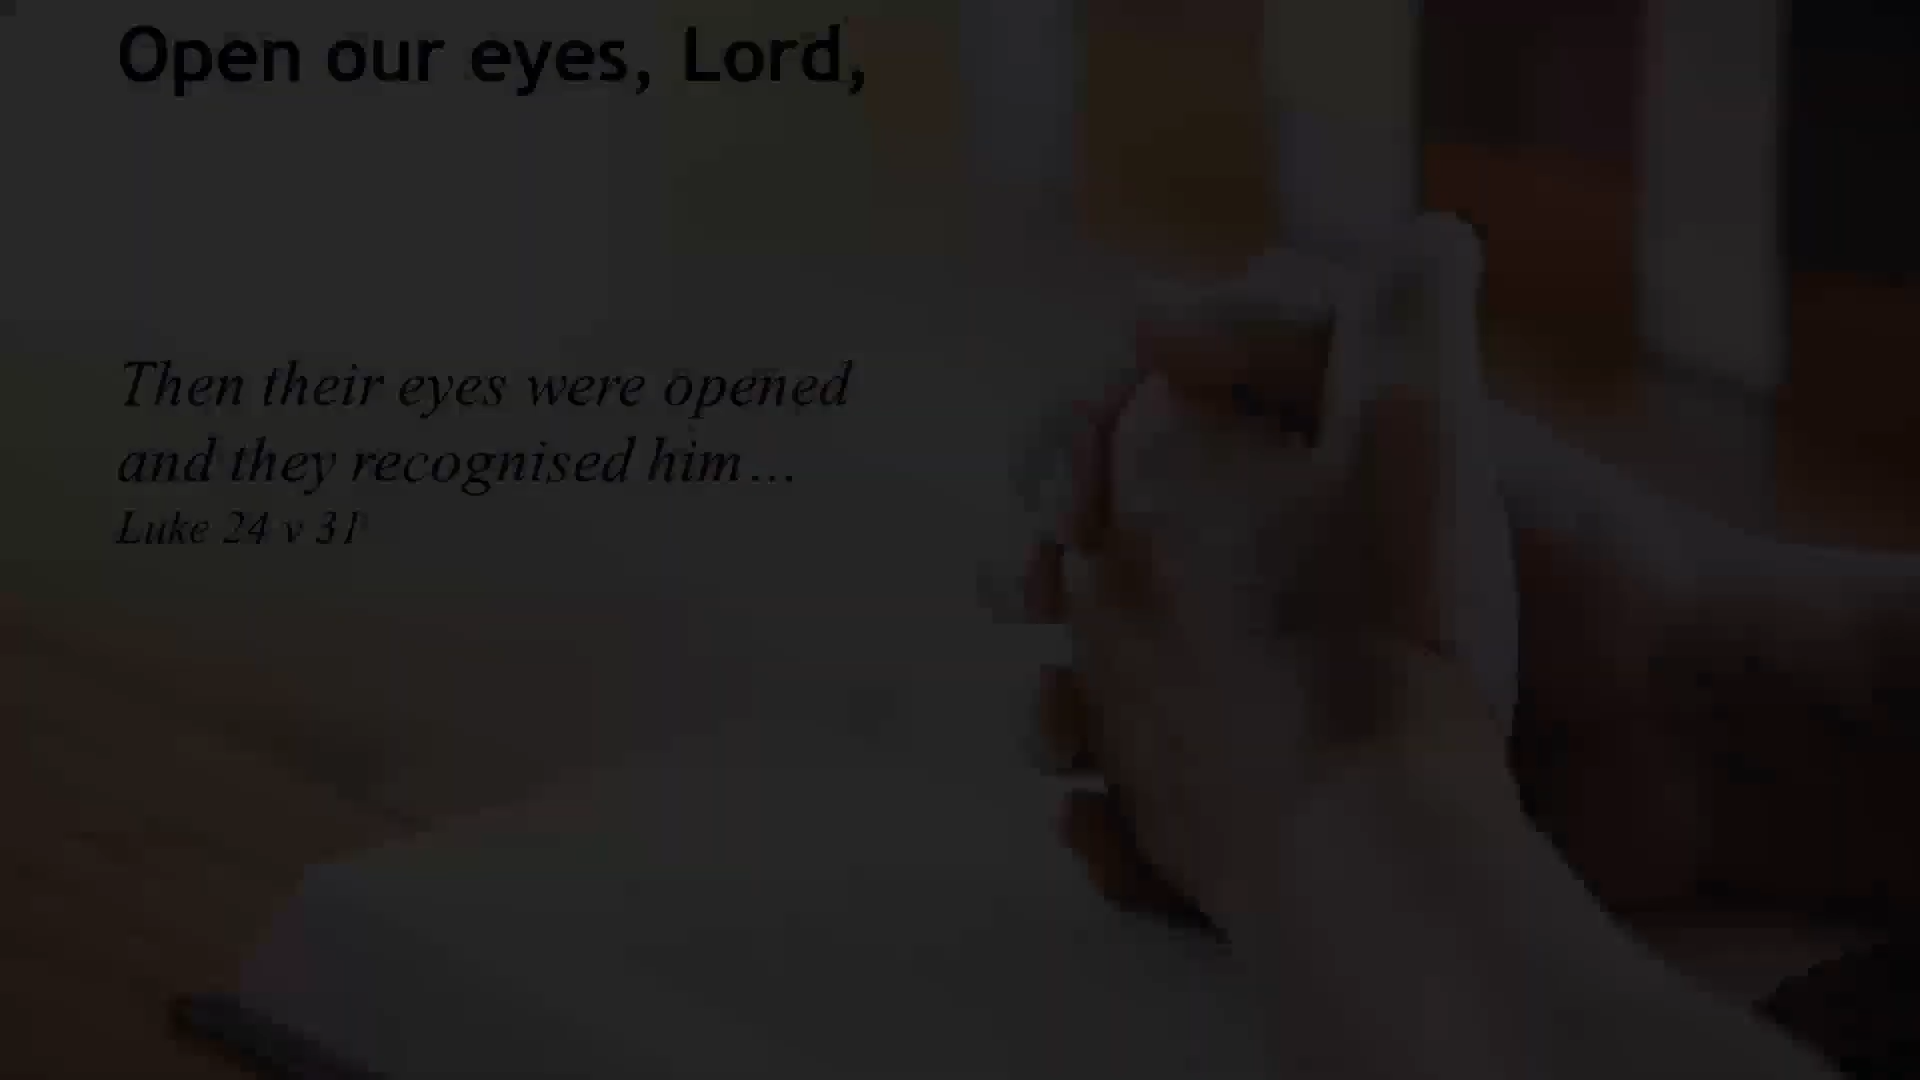 Open our eyes, Lord,
Then their eyes were opened
and they recognised him...
Luke 24 v 31